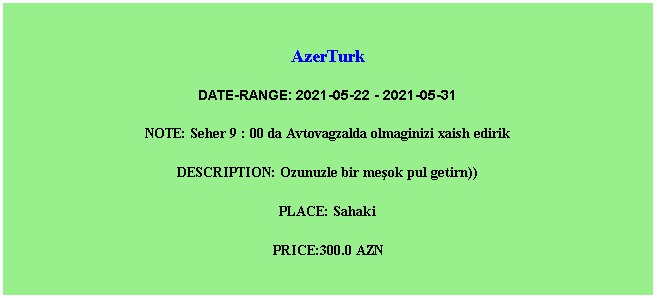 AzerTurk
DATE-RANGE: 2021-05-22 - 2021-05-31
NOTE: Seher 9 : 00 da Avtovagzalda olmaginizi xaish edirik
DESCRIPTION: Ozunuzle bir meşok pul getirn))
PLACE: Sahaki
PRICE:300.0 AZN